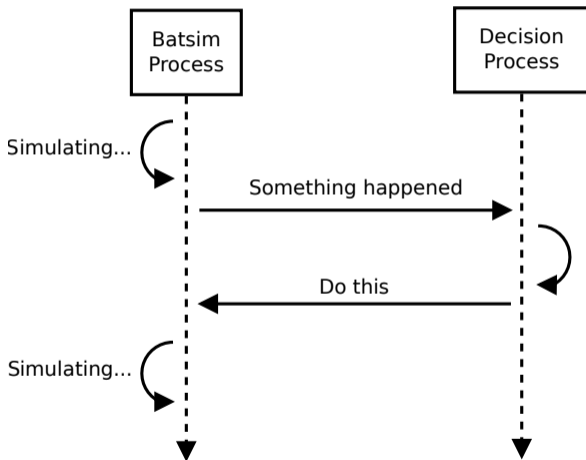 Batsim
Process
Decision
Process
Simulating...
Something happened
Do this
Simulating...